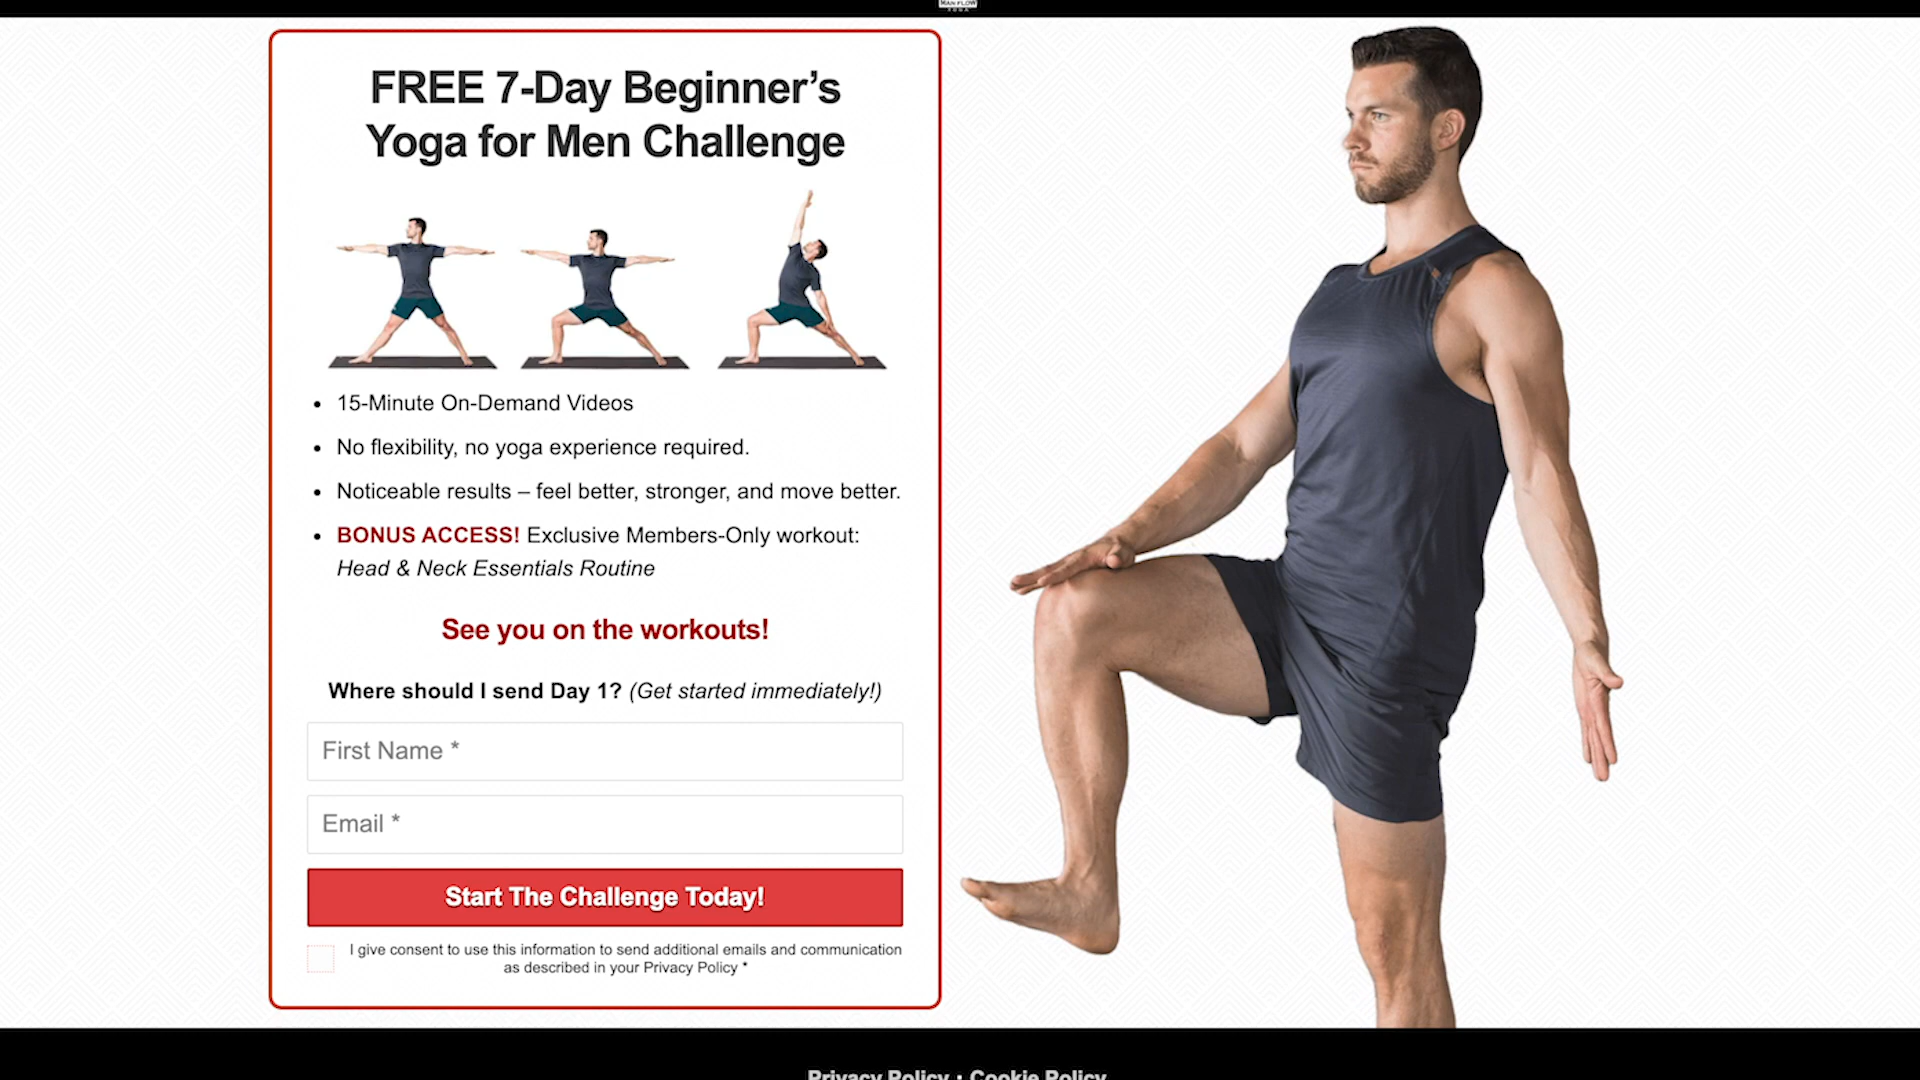 MAN FLOW
YOGA
FREE 7-Day Beginner’s
Yoga for Men Challenge
• 15-Minute On-Demand Videos
• No flexibility, no yoga experience required.
• Noticeable results – feel better, stronger, and move better.
• BONUS ACCESS! Exclusive Members-Only workout:
Head & Neck Essentials Routine
See you on the workouts!
Where should I send Day 1? (Get started immediately!)
First Name *
Email *
Start The Challenge Today!
I give consent to use this information to send additional emails and communication
as described in your Privacy Policy *
Privacy Policy • Cookie Policy